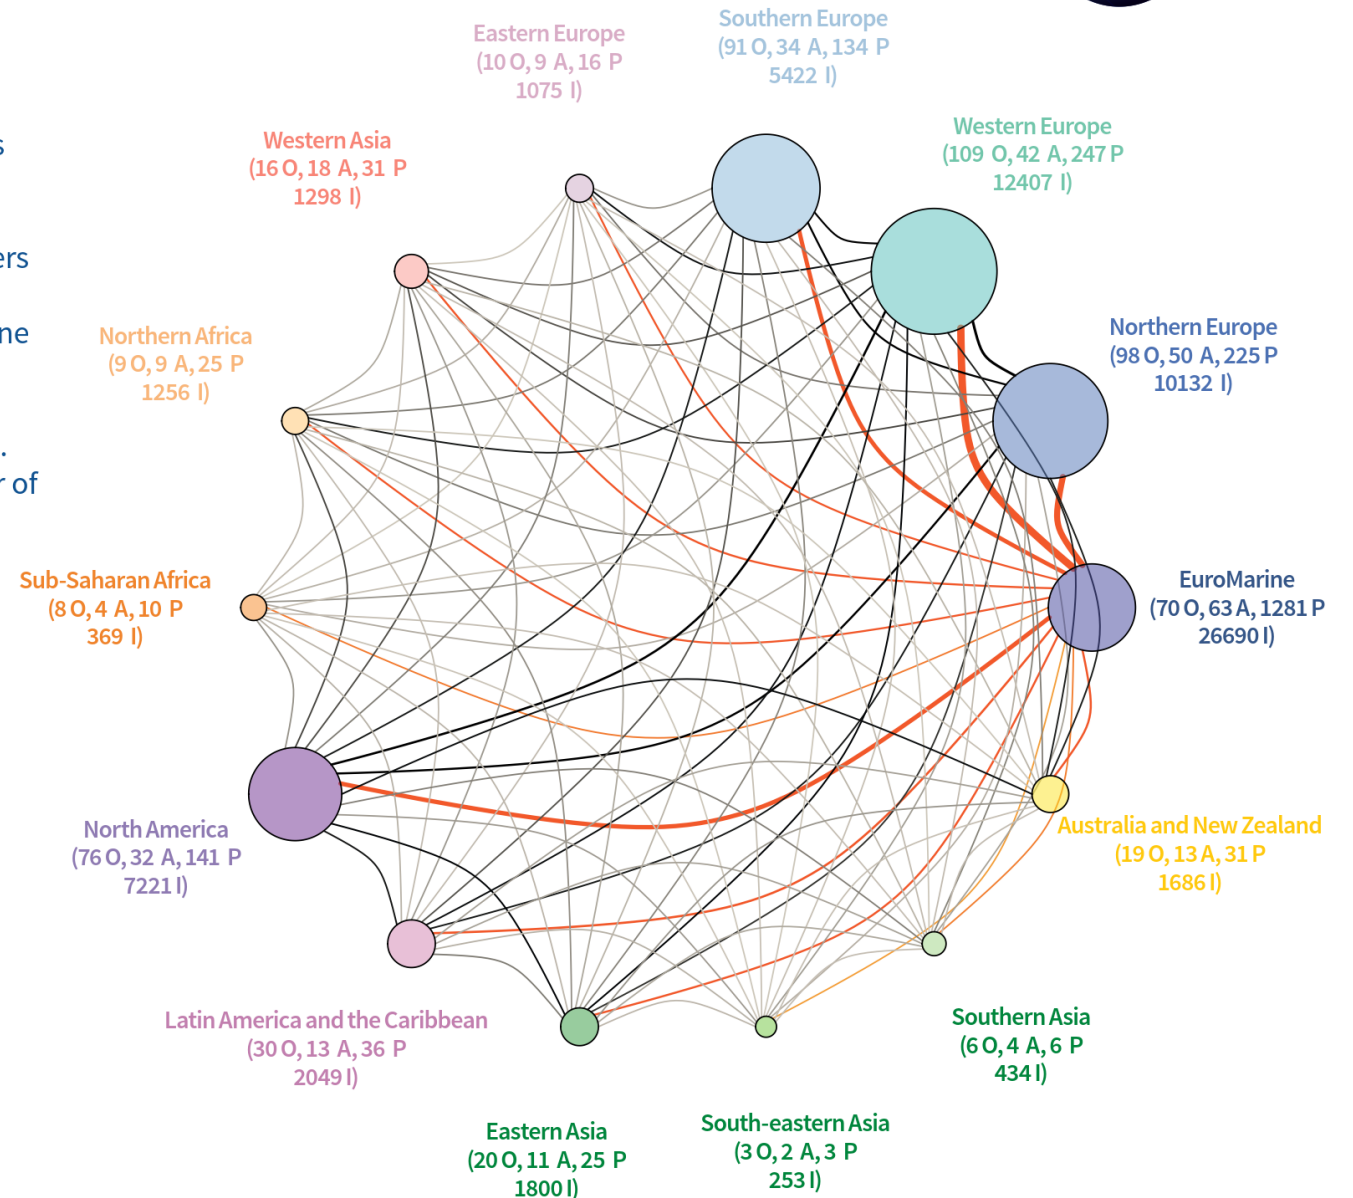 s
ers
ne
.
r of
Eastern Europe
(10 O, 9 A, 16 P
1075 I)
Southern Europe
(91 O, 34 A, 134 P
5422 I)
Western Europe
(109 O, 42 A, 247 P
12407 I)
Western Asia
(16 O, 18 A, 31 P
1298 I)
Northern Africa
(9 O, 9 A, 25 P
1256 I)
Northern Europe
(98 O, 50 A, 225 P
10132 I)
Sub-Saharan Africa
(8 O, 4 A, 10 P
369 I)
EuroMarine
(70 O, 63 A, 1281 P
26690 I)
North America
(76 O, 32 A, 141 P
7221 I)
Australia and New Zealand
(19 O, 13 A, 31 P
1686 I)
Latin America and the Caribbean
(30 O, 13 A, 36 P
2049 I)
Southern Asia
(6 O, 4 A, 6 P
434 I)
Eastern Asia
(20 O, 11 A, 25 P
1800 I)
South-eastern Asia
(3 O, 2 A, 3 P
253 I)